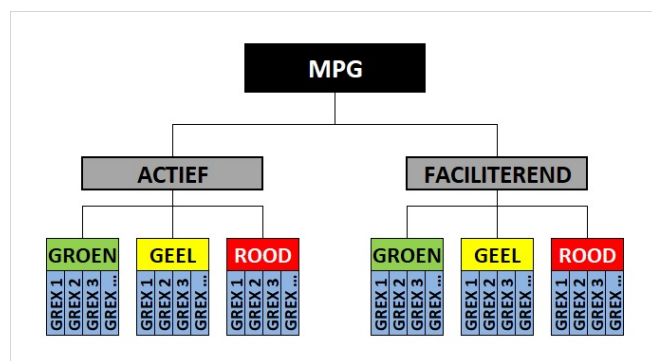 MPG
ACTIEF
FACILITEREND
GROEN
GEEL
ROOD
GROEN
GEEL
ROOD
GREX 1
GREX 2
GREX 3
GREX ...
GREX 1
GREX 2
GREX 3
GREX ...
GREX 1
GREX 2
GREX 3
GREX ...
GREX 1
GREX 2
GREX 3
GREX ...
GREX 1
GREX 2
GREX 3
GREX ...
GREX 1
GREX 2
GREX 3
GREX ...